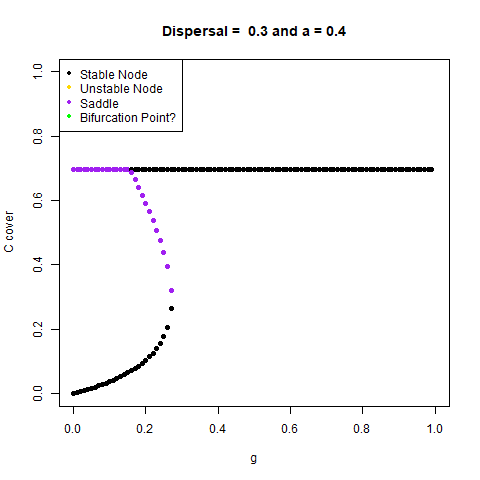 Dispersal =  0.3 and a = 0.4
Stable Node
Unstable Node
Saddle
Bifurcation Point?
C cover
1.0
0.8
0.6
0.4
0.2
0.0
0.0 0.2 0.4 0.6 0.8 1.0
g